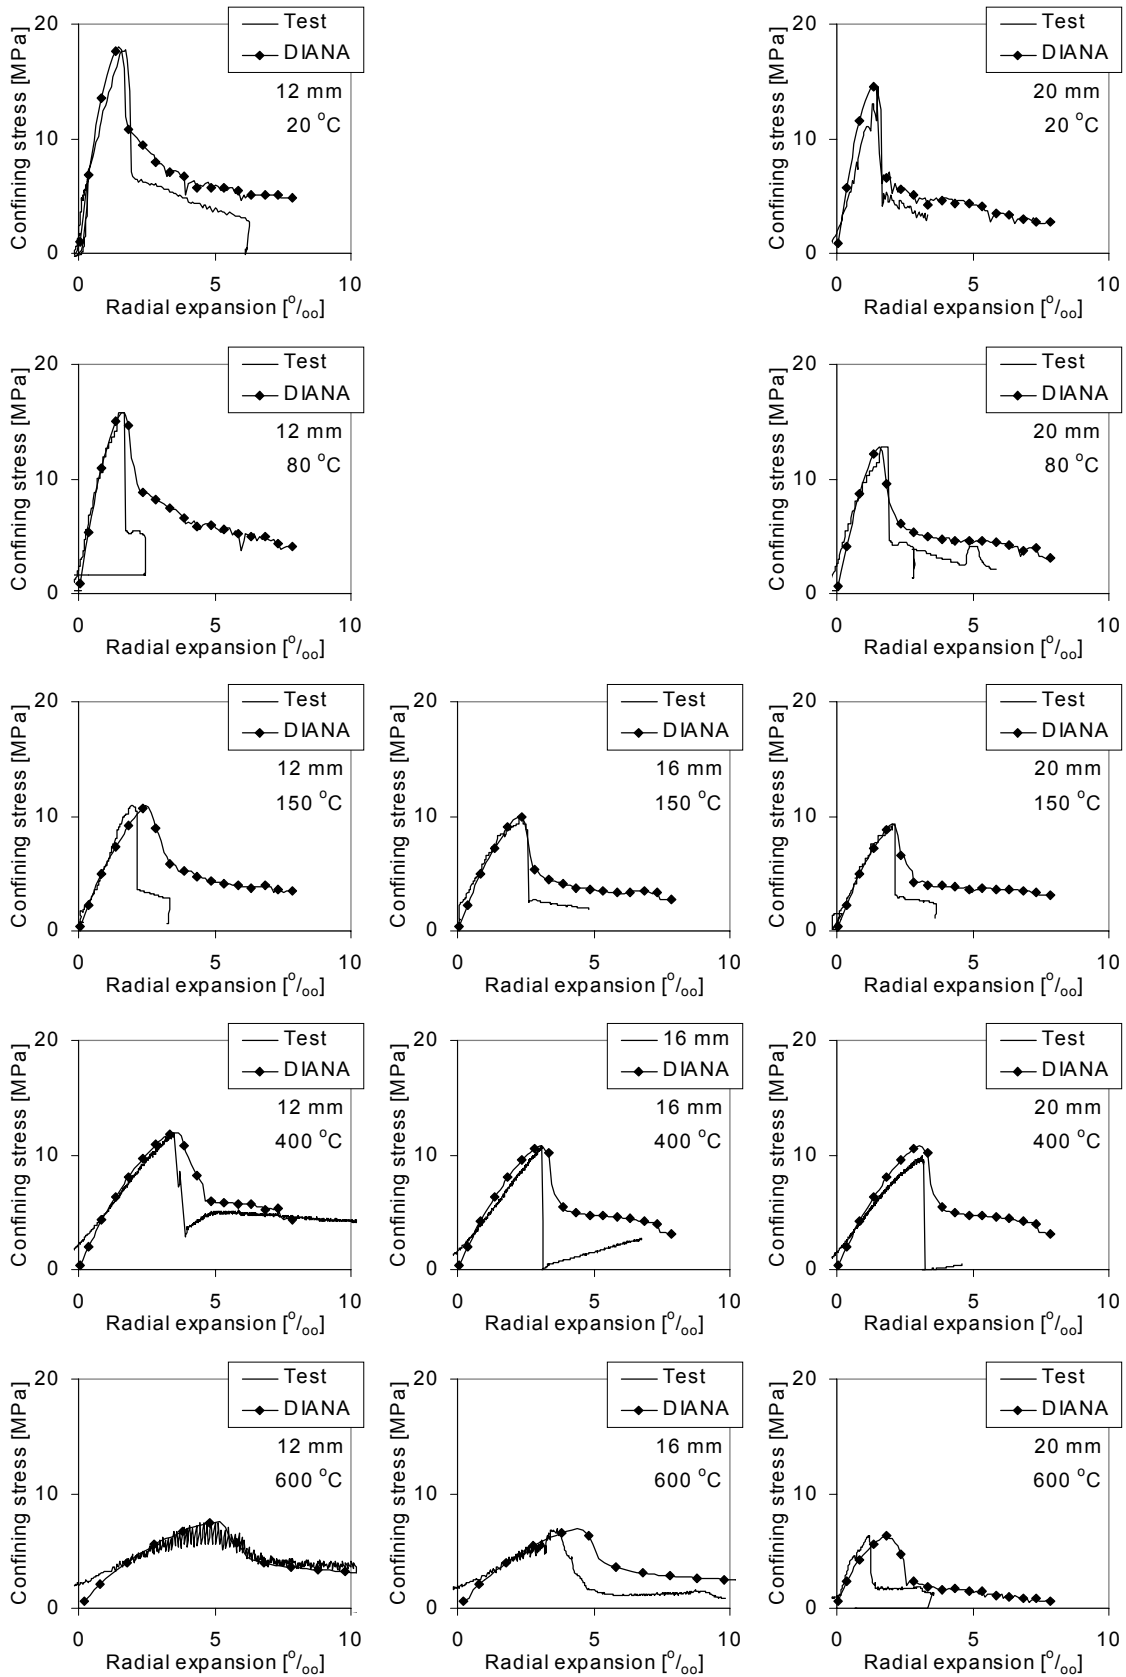 Test
DIANA
12 mm
20 °C
Confining stress [MPa]
20
10
0
0 5 10
Radial expansion [°/oo]
Test
DIANA
20 mm
20 °C
Confining stress [MPa]
20
10
0
0 5 10
Radial expansion [°/oo]
Test
DIANA
12 mm
80 °C
Confining stress [MPa]
20
10
0
0 5 10
Radial expansion [°/oo]
Test
DIANA
20 mm
80 °C
Confining stress [MPa]
20
10
0
0 5 10
Radial expansion [°/oo]
Test
DIANA
12 mm
150 °C
Confining stress [MPa]
20
10
0
0 5 10
Radial expansion [°/oo]
Test
DIANA
16 mm
150 °C
Confining stress [MPa]
20
10
0
0 5 10
Radial expansion [°/oo]
Test
DIANA
20 mm
150 °C
Confining stress [MPa]
20
10
0
0 5 10
Radial expansion [°/oo]
Test
DIANA
12 mm
400 °C
Confining stress [MPa]
20
10
0
0 5 10
Radial expansion [°/oo]
16 mm
DIANA
16 mm
400 °C
Confining stress [MPa]
20
10
0
0 5 10
Radial expansion [°/oo]
Test
DIANA
20 mm
400 °C
Confining stress [MPa]
20
10
0
0 5 10
Radial expansion [°/oo]
Test
DIANA
12 mm
600 °C
Confining stress [MPa]
20
10
0
0 5 10
Radial expansion [°/oo]
Test
DIANA
16 mm
600 °C
Confining stress [MPa]
20
10
0
0 5 10
Radial expansion [°/oo]
Test
DIANA
20 mm
600 °C
Confining stress [MPa]
20
10
0
0 5 10
Radial expansion [°/oo]